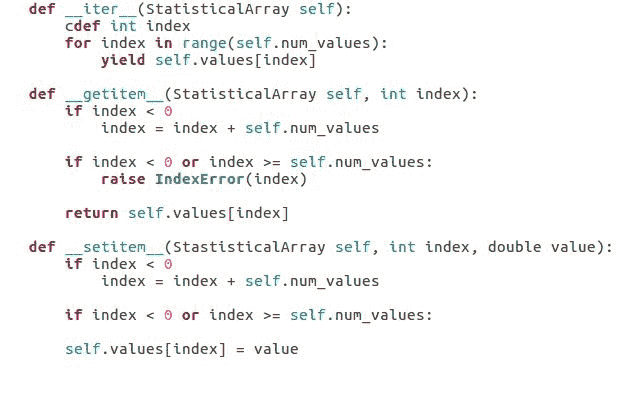 def __iter__(StatisticalArray self):
    cdef int index
    for index in range(self.num_values):
        yield self.values[index]

def __getitem__(StatisticalArray self, int index):
    if index < 0
        index = index + self.num_values

    if index < 0 or index >= self.num_values:
        raise IndexError(index)

    return self.values[index]

def __setitem__(StastisticalArray self, int index, double value):
    if index < 0
        index = index + self.num_values

    if index < 0 or index >= self.num_values:

    self.values[index] = value